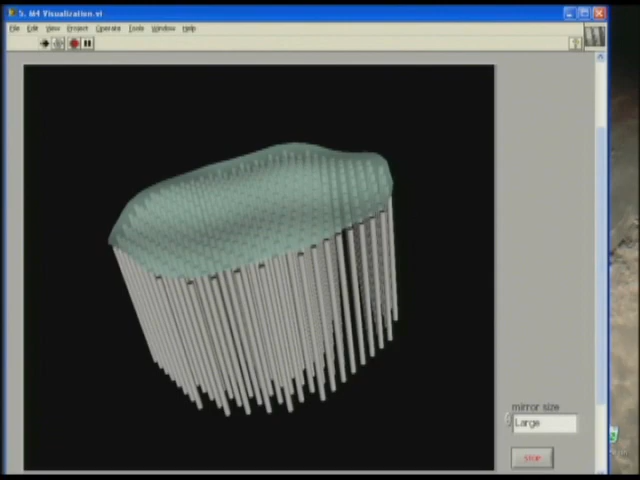 5. M4 Visualization.vi
File Edit View Project Operate Tools Window Help
mirror size
Large
STOP